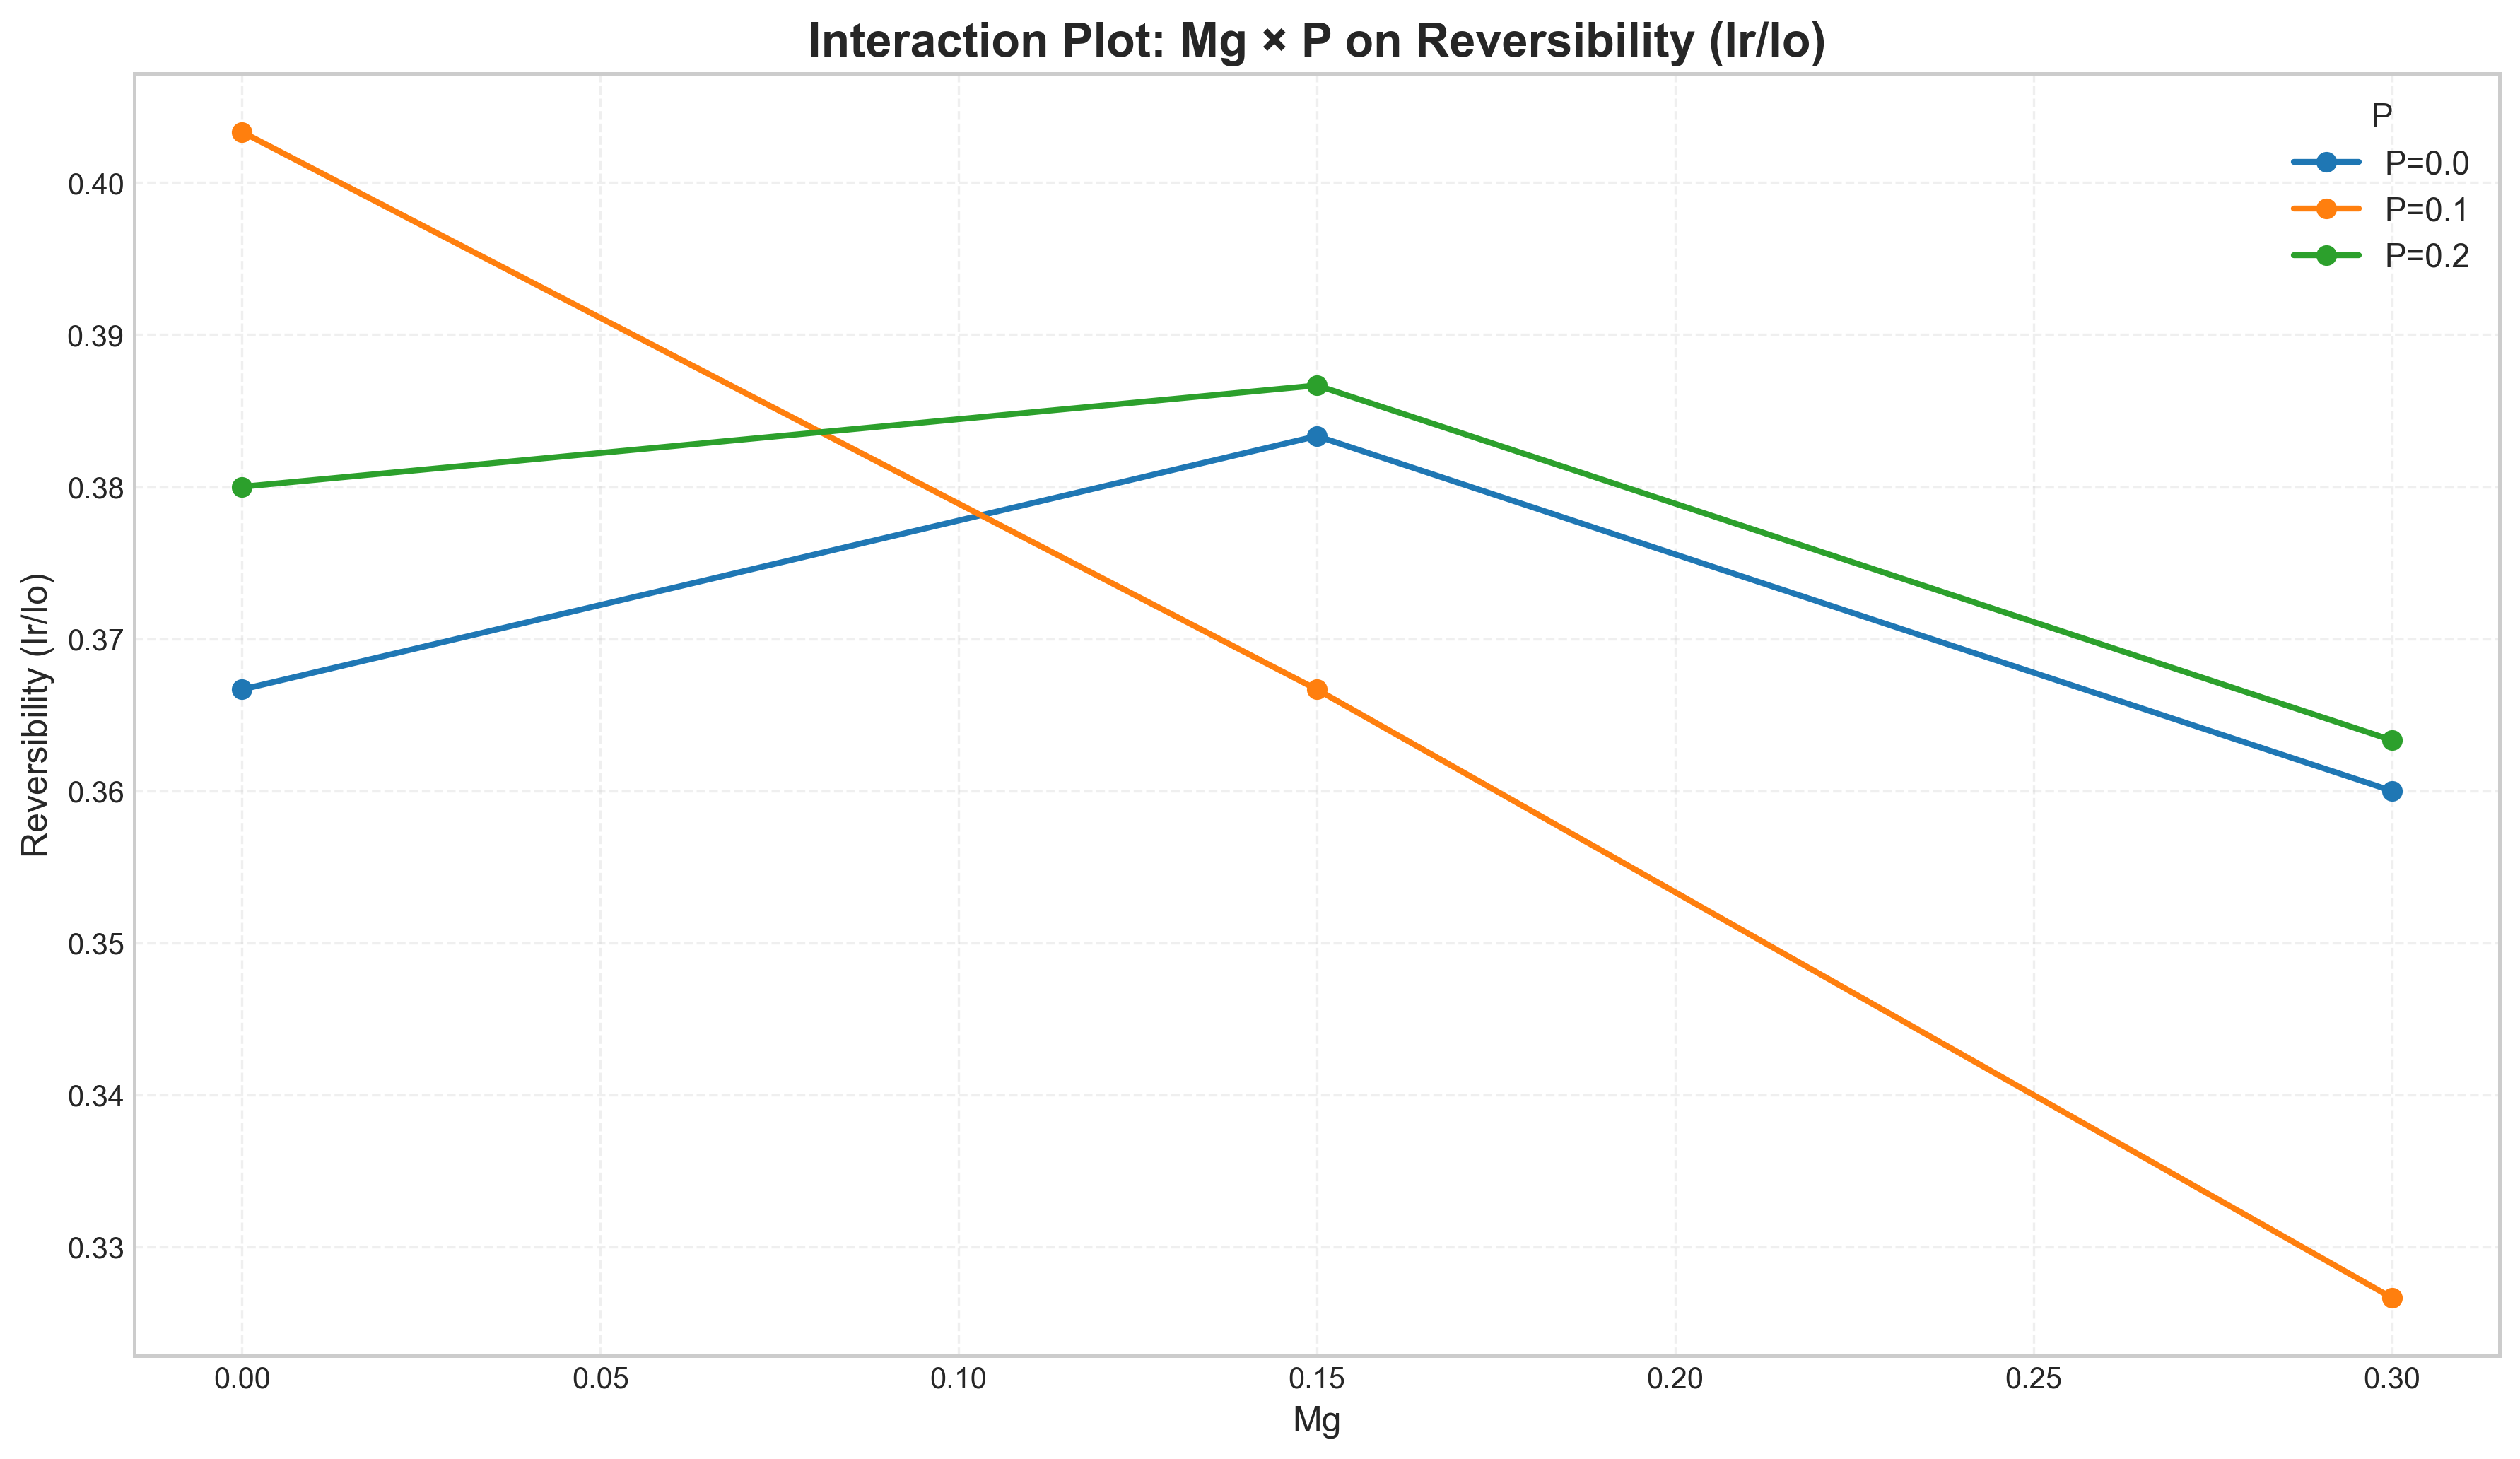 Interaction Plot: Mg × P on Reversibility (Ir/Io)
P
P=0.0
P=0.1
P=0.2
0.40
0.39
0.38
0.37
0.36
0.35
0.34
0.33
Reversibility (Ir/Io)
0.00 0.05 0.10 0.15 0.20 0.25 0.30
Mg